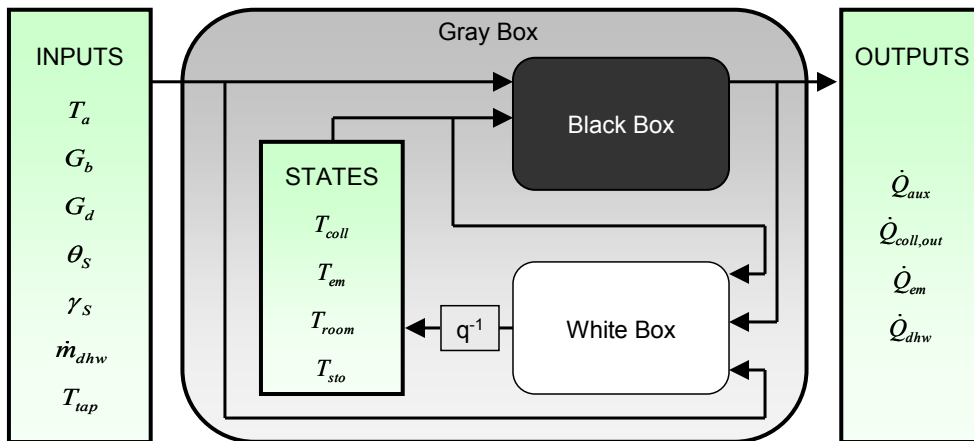 Gray Box
INPUTS
T_a
G_b
G_d
θ_S
γ_S
ṁ_dhw
T_tap
STATES
T_coll
T_em
T_room
T_sto
Black Box
White Box
q⁻¹
OUTPUTS
Q̇_aux
Q̇_coll,out
Q̇_em
Q̇_dhw